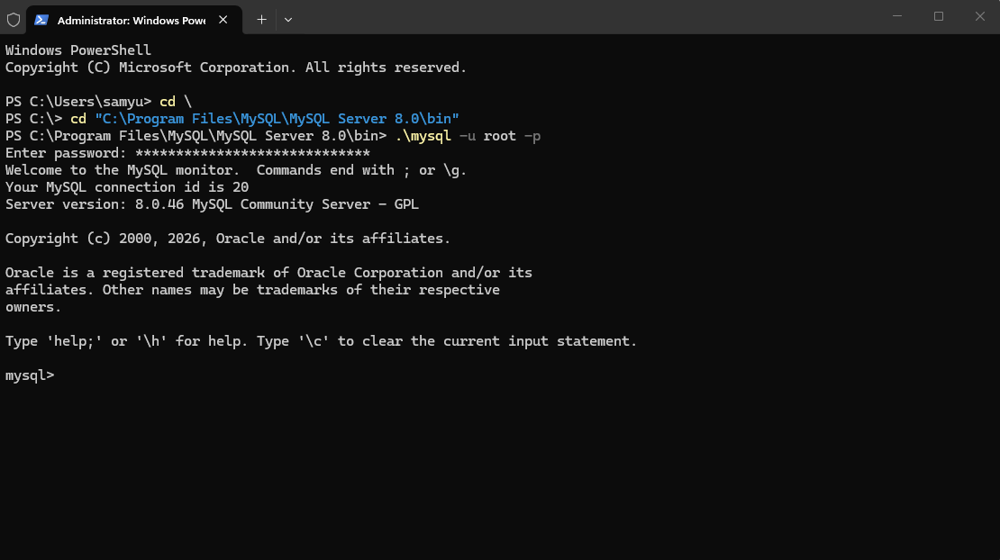 Administrator: Windows Powe
Windows PowerShell
Copyright (C) Microsoft Corporation. All rights reserved.
PS C:\Users\samyu> cd \
PS C:\> cd "C:\Program Files\MySQL\MySQL Server 8.0\bin"
PS C:\Program Files\MySQL\MySQL Server 8.0\bin> .\mysql -u root -p
Enter password: *****************************
Welcome to the MySQL monitor.  Commands end with ; or \g.
Your MySQL connection id is 20
Server version: 8.0.46 MySQL Community Server - GPL
Copyright (c) 2000, 2026, Oracle and/or its affiliates.
Oracle is a registered trademark of Oracle Corporation and/or its
affiliates. Other names may be trademarks of their respective
owners.
Type 'help;' or '\h' for help. Type '\c' to clear the current input statement.
mysql>